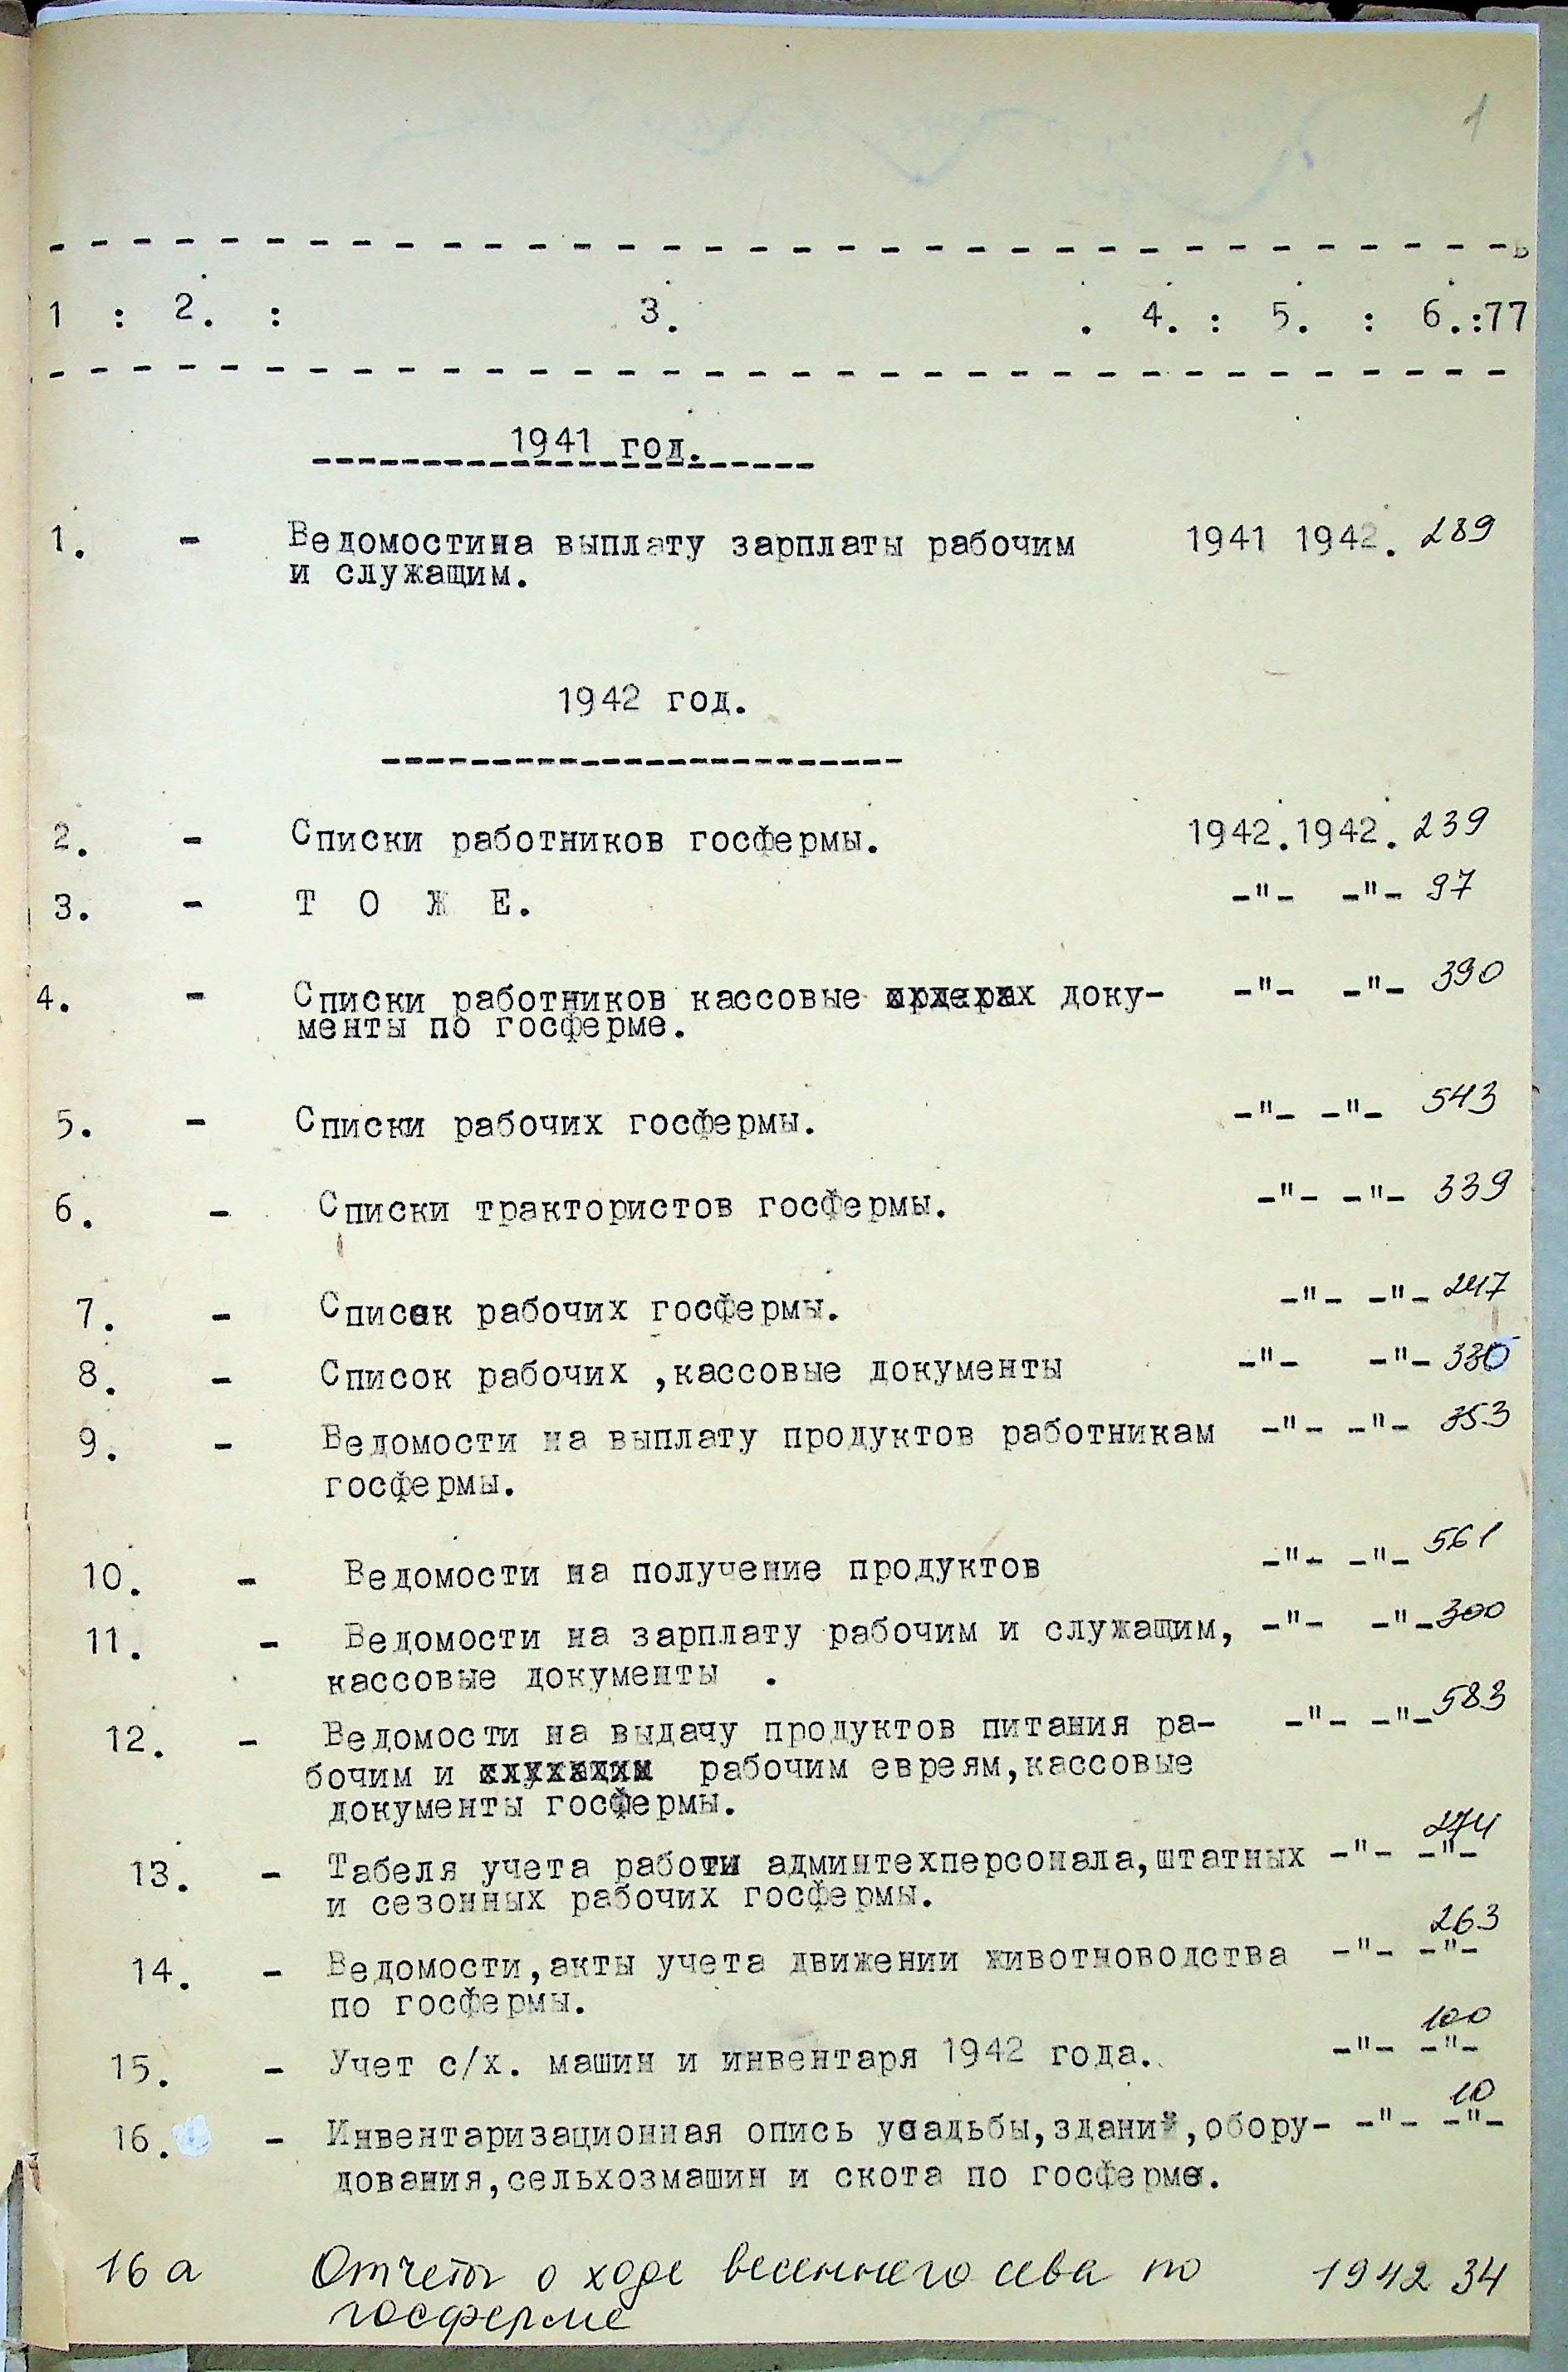 1
1 : 2. : 3. . 4. : 5. : 6.:77
1941 год.
1. - Ведомостина выплату зарплаты рабочим 1941 1942. 289
и служащим.
1942 год.
2. - Списки работников госфермы. 1942.1942. 239
3. - Т О Ж Е. -"- -"- 97
4. - Списки работников кассовые доку- -"- -"- 390
менты по госферме.
5. - Списки рабочих госфермы. -"- -"- 543
6. - Списки трактористов госфермы. -"- -"- 339
7. - Список рабочих госфермы. -"- -"- 247
8. - Список рабочих ,кассовые документы -"- -"-
9. - Ведомости на выплату продуктов работникам -"- -"- 353
госфермы.
10. - Ведомости на получение продуктов -"- -"- 561
11. - Ведомости на зарплату рабочим и служащим, -"- -"- 300
кассовые документы .
12. - Ведомости на выдачу продуктов питания ра- -"- -"- 583
бочим и рабочим евреям,кассовые
документы госфермы.
274
13. - Табеля учета работы админтехперсонала,штатных -"- -"-
и сезонных рабочих госфермы.
263
14. - Ведомости,акты учета движении животноводства -"- -"-
по госфермы.
100
15. - Учет с/х. машин и инвентаря 1942 года. -"- -"-
10
16. - Инвентаризационная опись усадьбы,зданий,обору- -"- -"-
дования,сельхозмашин и скота по госферме.
16 а Отчеты о ходе весеннего сева по 1942 34
госферме